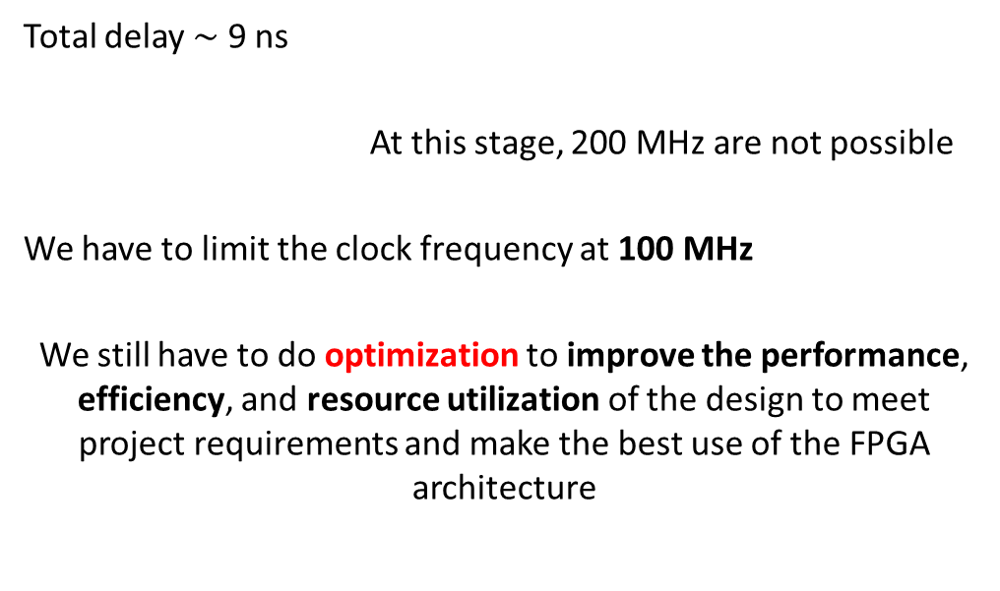 Total delay ~ 9 ns
At this stage, 200 MHz are not possible
We have to limit the clock frequency at 100 MHz
We still have to do optimization to improve the performance,
efficiency, and resource utilization of the design to meet
project requirements and make the best use of the FPGA
architecture